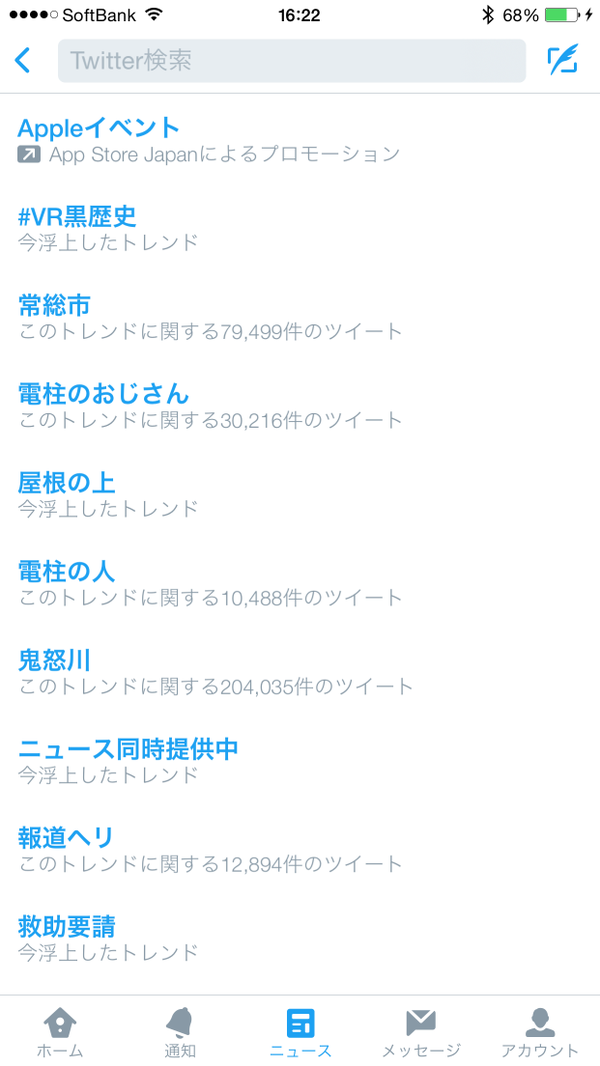 SoftBank 16:22 68%
Twitter検索
Appleイベント
App Store Japanによるプロモーション
#VR黒歴史
今浮上したトレンド
常総市
このトレンドに関する79,499件のツイート
電柱のおじさん
このトレンドに関する30,216件のツイート
屋根の上
今浮上したトレンド
電柱の人
このトレンドに関する10,488件のツイート
鬼怒川
このトレンドに関する204,035件のツイート
ニュース同時提供中
今浮上したトレンド
報道ヘリ
このトレンドに関する12,894件のツイート
救助要請
今浮上したトレンド
ホーム 通知 ニュース メッセージ アカウント